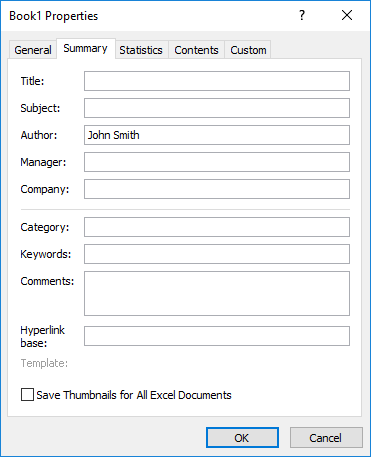 Book1 Properties
?
General Summary Statistics Contents Custom
Title:
Subject:
Author: John Smith
Manager:
Company:
Category:
Keywords:
Comments:
Hyperlink
base:
Template:
Save Thumbnails for All Excel Documents
OK Cancel